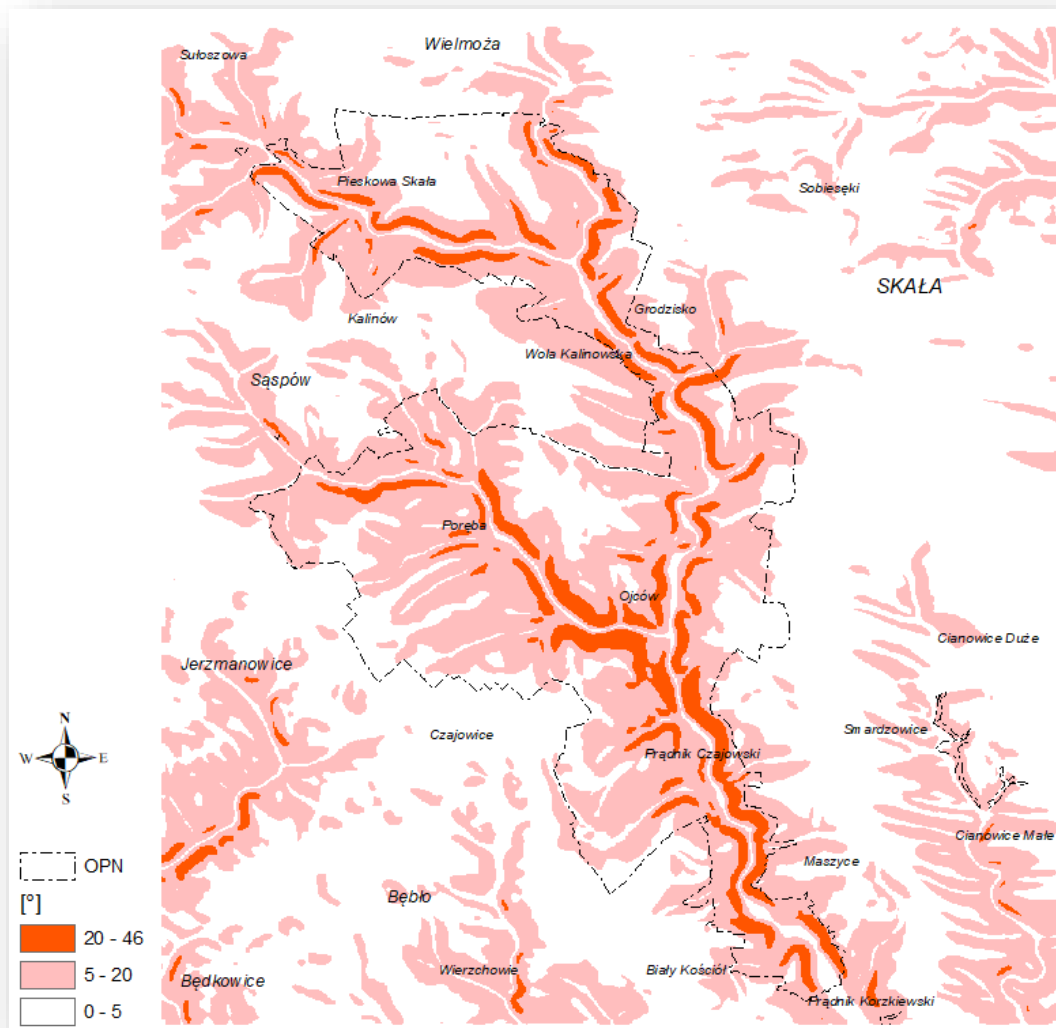 Wielmoża
Sułoszowa
Pieskowa Skała
Sobiesęki
SKAŁA
Grodzisko
Kalinów
Wola Kalinowska
Sąspów
Poręba
Ojców
Cianowice Duże
Jerzmanowice
Smardzowice
Czajowice
Prądnik Czajowski
N
W
E
S
Cianowice Małe
Maszyce
OPN
Bębło
[°]
20 - 46
5 - 20
0 - 5
Wierzchowie
Biały Kościół
Będkowice
Prądnik Korzkiewski